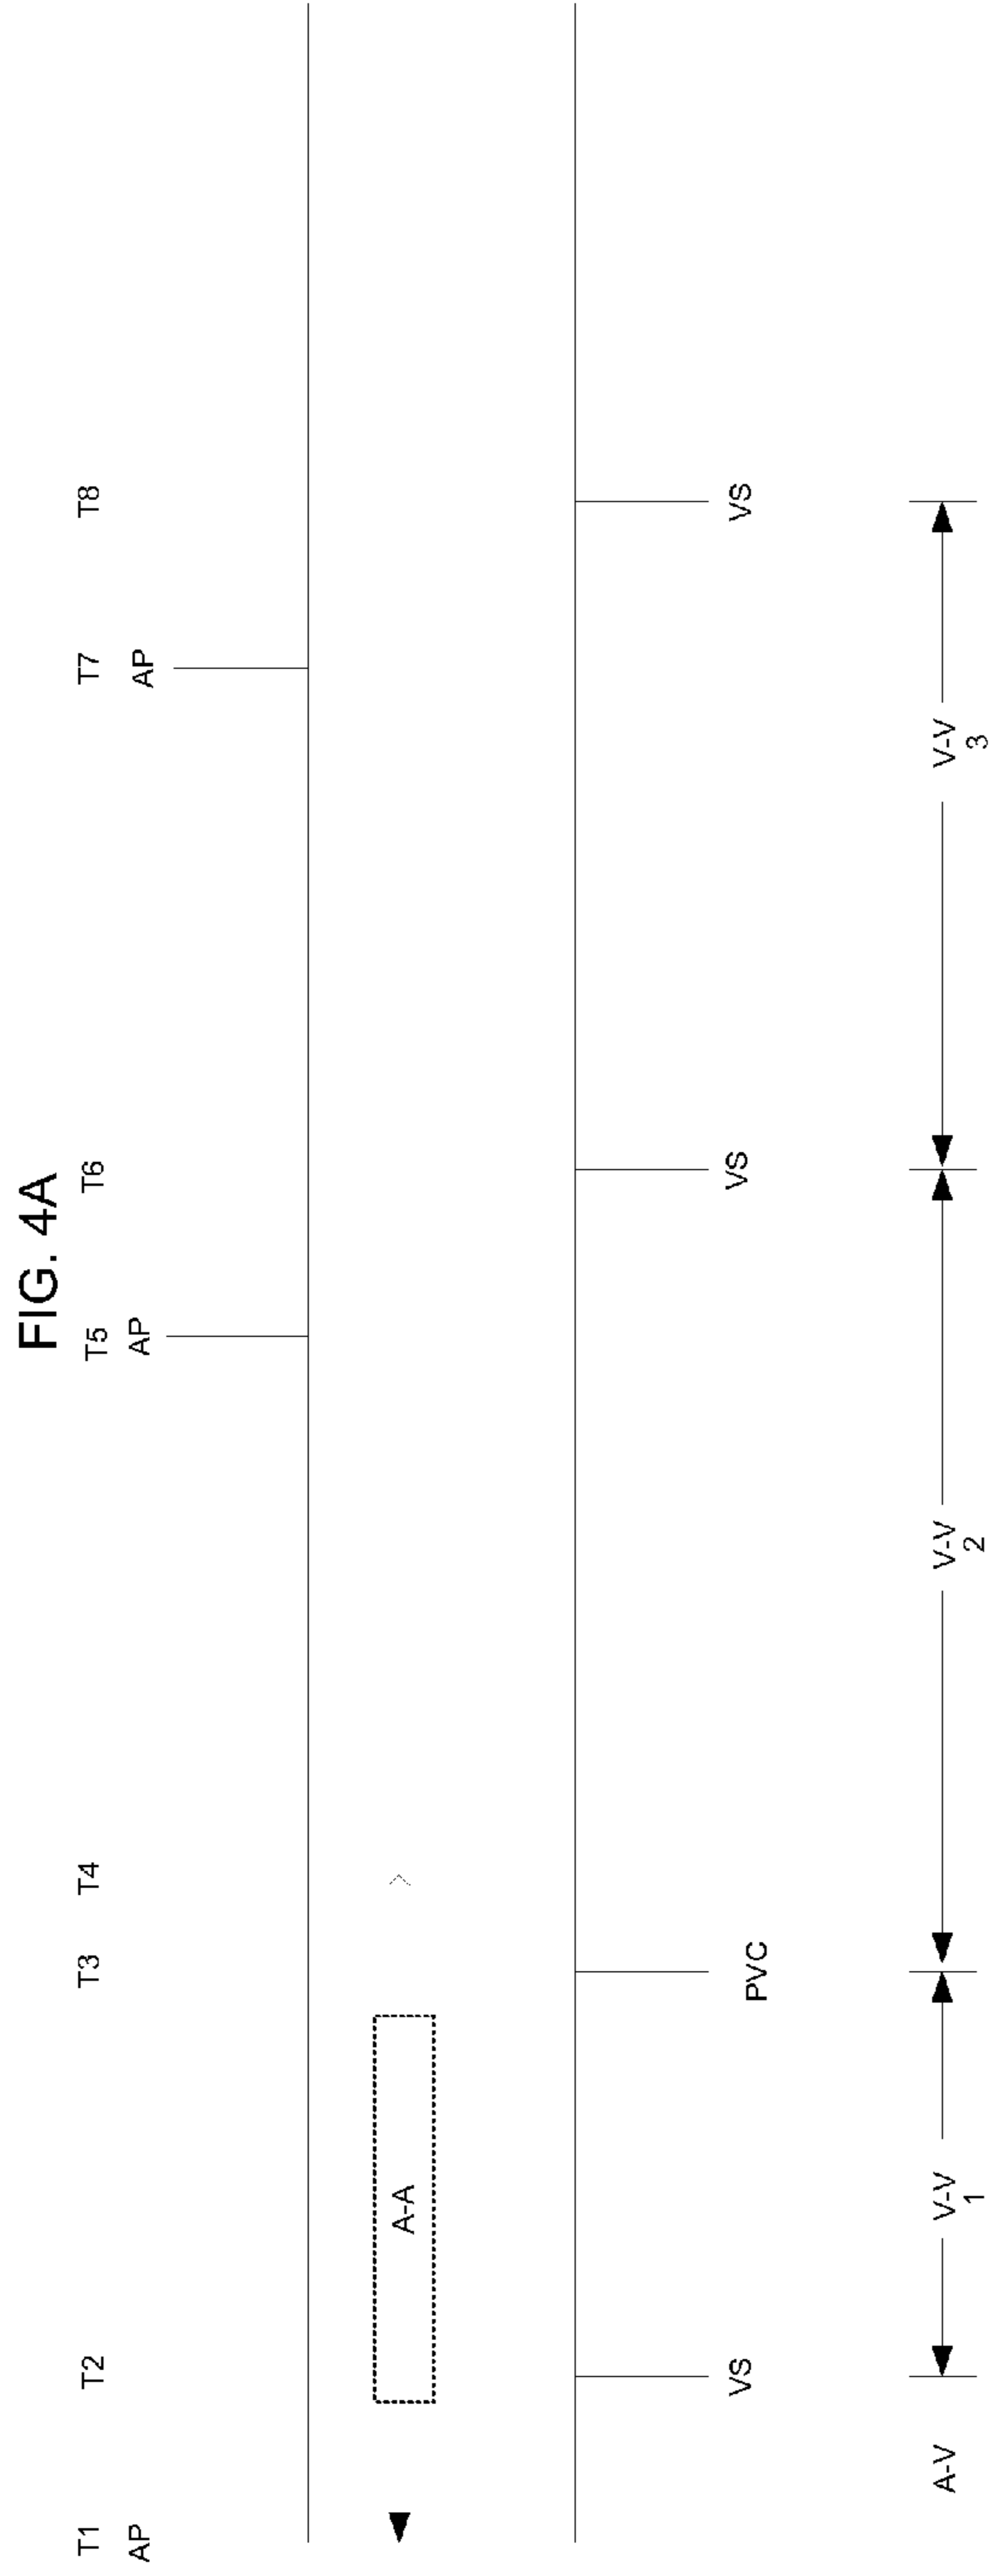 FIG. 4A
T1 T2 T3 T4 T5 T6 T7 T8
AP AP AP
A-A
VS PVC VS VS
A-V V-V V-V V-V
1 2 3